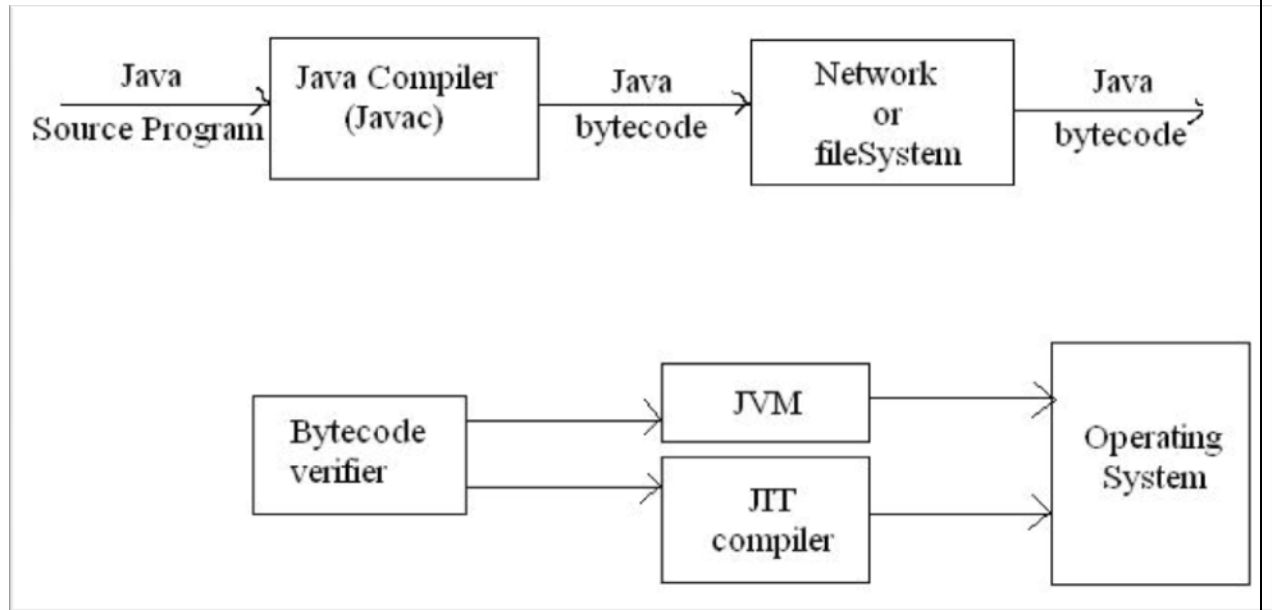 Java
Source Program
Java Compiler
(Javac)
Java
bytecode
Network
or
fileSystem
Java
bytecode
Bytecode
verifier
JVM
JIT
compiler
Operating
System